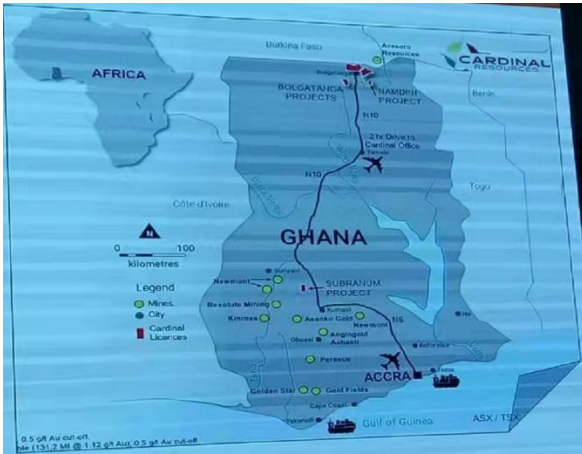 AFRICA
Burkina Faso
CARDINAL
RESOURCES
Resources
Bolgatanga
BOLGATANGA
PROJECTS
NAMDINI
PROJECT
Benin
N10
2 hr Drive to
Cardinal Office
Tamale
N10
Togo
Côte d'Ivoire
N
0 100
kilometres
GHANA
Sunyani
Newmont
SUBRANUM
PROJECT
Legend
Mines
City
Cardinal
Licences
Resolute Mining
Kinross
Kumasi
Asanko Gold
Newmont
N6
Ho
Obuasi
Anglogold
Ashanti
Koforidua
Perseus
ACCRA
Tema
Golden Star
Gold Fields
Cape Coast
Takoradi
Gulf of Guinea
ASX / TSX
0.5 g/t Au cut-off.
(131.2 Mt @ 1.12 g/t Au); 0.5 g/t Au cut-off.